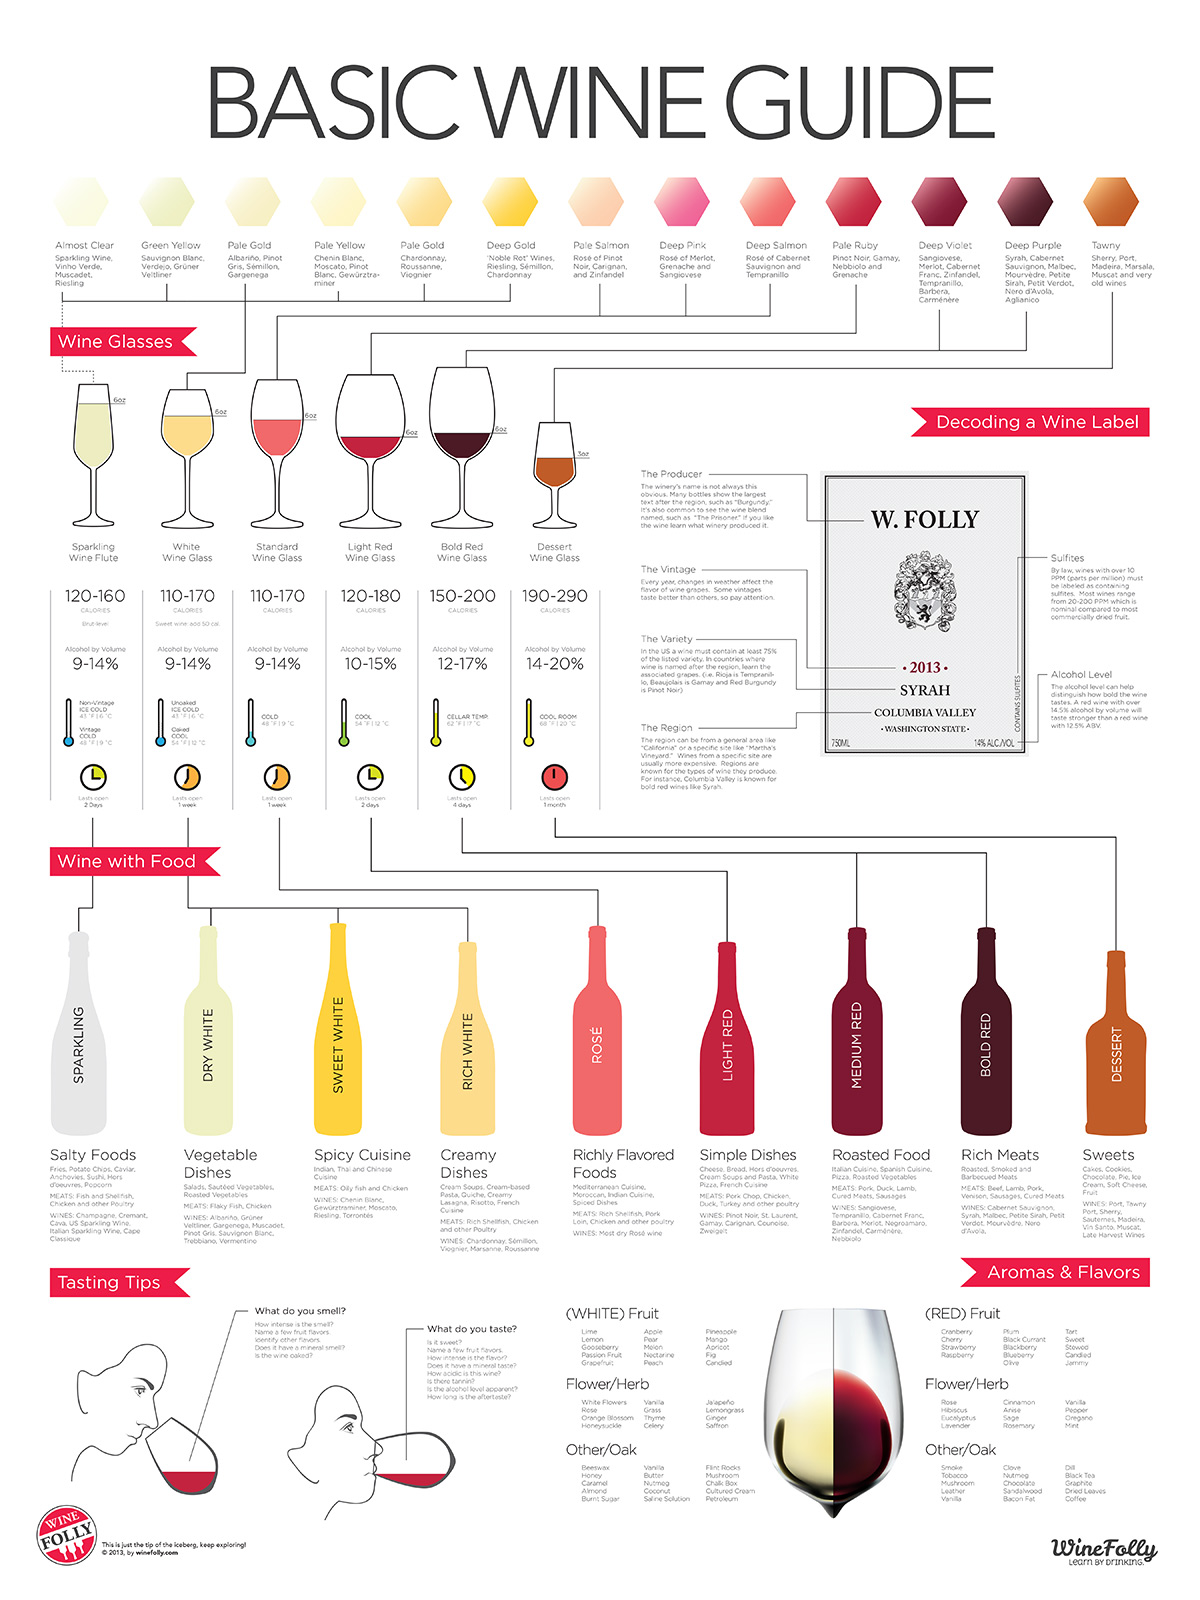 BASIC WINE GUIDE
Almost Clear
Sparkling Wine,
Vinho Verde,
Muscadet,
Riesling
Green Yellow
Sauvignon Blanc,
Verdejo, Grüner
Veltliner
Pale Gold
Albariño, Pinot
Gris, Sémillon,
Gargenega
Pale Yellow
Chenin Blanc,
Moscato, Pinot
Blanc, Gewürztra-
miner
Pale Gold
Chardonnay,
Roussanne,
Viognier
Deep Gold
'Noble Rot' Wines,
Riesling, Sémillon,
Chardonnay
Pale Salmon
Rosé of Pinot
Noir, Carignan,
and Zinfandel
Deep Pink
Rosé of Merlot,
Grenache and
Sangiovese
Deep Salmon
Rosé of Cabernet
Sauvignon and
Tempranillo
Pale Ruby
Pinot Noir, Gamay,
Nebbiolo and
Grenache
Deep Violet
Sangiovese,
Merlot, Cabernet
Franc, Zinfandel,
Tempranillo,
Barbera,
Carménère
Deep Purple
Syrah, Cabernet
Sauvignon, Malbec,
Mourvèdre, Petite
Sirah, Petit Verdot,
Nero d'Avola,
Aglianico
Tawny
Sherry, Port,
Madeira, Marsala,
Muscat and very
old wines
Wine Glasses
6oz
6oz
6oz
6oz
6oz
3oz
Sparkling
Wine Flute
White
Wine Glass
Standard
Wine Glass
Light Red
Wine Glass
Bold Red
Wine Glass
Dessert
Wine Glass
120-160
CALORIES
Brut level
110-170
CALORIES
Sweet wine: add 30 cal.
110-170
CALORIES
120-180
CALORIES
150-200
CALORIES
190-290
CALORIES
Alcohol by Volume
9-14%
Alcohol by Volume
9-14%
Alcohol by Volume
9-14%
Alcohol by Volume
10-15%
Alcohol by Volume
12-17%
Alcohol by Volume
14-20%
Non-Vintage
ICE COLD
43 °F | 6 °C
Vintage
COLD
48 °F | 9 °C
Unoaked
ICE COLD
43 °F | 6 °C
Oaked
COOL
54 °F | 12 °C
COLD
48 °F | 9 °C
COOL
54 °F | 12 °C
CELLAR TEMP.
62 °F | 17 °C
COOL ROOM
68 °F | 20 °C
Lasts open
2 Days
Lasts open
1 week
Lasts open
1 week
Lasts open
2 days
Lasts open
4 days
Lasts open
1 month
Decoding a Wine Label
The Producer
The winery's name is not always this
obvious. Many bottles show the largest
text after the region, such as "Burgundy."
It's also common to see the wine blend
named, such as "The Prisoner." If you like
the wine learn what winery produced it.
The Vintage
Every year, changes in weather affect the
flavor of wine grapes. Some vintages
taste better than others, so pay attention.
The Variety
In the US a wine must contain at least 75%
of the listed variety. In countries where
wine is named after the region, learn the
associated grapes. (i.e. Rioja is Tempranil-
lo, Beaujolais is Gamay and Red Burgundy
is Pinot Noir)
The Region
The region can be from a general area like
"California" or a specific site like "Martha's
Vineyard." Wines from a specific site are
usually more expensive. Regions are
known for the types of wine they produce.
For instance, Columbia Valley is known for
bold red wines like Syrah.
W. FOLLY
• 2013 •
SYRAH
COLUMBIA VALLEY
• WASHINGTON STATE •
750ML
14% ALC./VOL
CONTAINS SULFITES
Sulfites
By law, wines with over 10
PPM (parts per million) must
be labeled as containing
sulfites. Most wines range
from 20-200 PPM which is
nominal compared to most
commercially dried fruit.
Alcohol Level
The alcohol level can help
distinguish how bold the wine
tastes. A red wine with over
14.5% alcohol by volume will
taste stronger than a red wine
with 12.5% ABV.
Wine with Food
SPARKLING
DRY WHITE
SWEET WHITE
RICH WHITE
ROSÉ
LIGHT RED
MEDIUM RED
BOLD RED
DESSERT
Salty Foods
Fries, Potato Chips, Caviar,
Anchovies, Sushi, Hors
d'oeuvres, Popcorn
MEATS: Fish and Shellfish,
Chicken and other Poultry
WINES: Champagne, Cremant,
Cava, US Sparkling Wine,
Italian Sparkling Wine, Cape
Classique
Vegetable
Dishes
Salads, Sautéed Vegetables,
Roasted Vegetables
MEATS: Flaky Fish, Chicken
WINES: Albariño, Grüner
Veltliner, Gargenega, Muscadet,
Pinot Gris, Sauvignon Blanc,
Trebbiano, Vermentino
Spicy Cuisine
Indian, Thai and Chinese
Cuisine
MEATS: Oily fish and Chicken
WINES: Chenin Blanc,
Gewürztraminer, Moscato,
Riesling, Torrontés
Creamy
Dishes
Cream Soups, Cream-based
Pasta, Quiche, Creamy
Lasagna, Risotto, French
Cuisine
MEATS: Rich Shellfish, Chicken
and other Poultry
WINES: Chardonnay, Sémillon,
Viognier, Marsanne, Roussanne
Richly Flavored
Foods
Mediterranean Cuisine,
Moroccan, Indian Cuisine,
Spiced Dishes
MEATS: Rich Shellfish, Pork
Loin, Chicken and other poultry
WINES: Most dry Rosé wine
Simple Dishes
Cheese, Bread, Hors d'oeuvres,
Cream Soups and Pasta, White
Pizza, French Cuisine
MEATS: Pork Chop, Chicken,
Duck, Turkey and other poultry
WINES: Pinot Noir, St. Laurent,
Gamay, Carignan, Counoise,
Zweigelt
Roasted Food
Italian Cuisine, Spanish Cuisine,
Pizza, Roasted Vegetables
MEATS: Pork, Duck, Lamb,
Cured Meats, Sausages
WINES: Sangiovese,
Tempranillo, Cabernet Franc,
Barbera, Merlot, Negroamaro,
Zinfandel, Carménère,
Nebbiolo
Rich Meats
Roasted, Smoked and
Barbecued Meats
MEATS: Beef, Lamb, Pork,
Venison, Sausages, Cured Meats
WINES: Cabernet Sauvignon,
Syrah, Malbec, Petite Sirah, Petit
Verdot, Mourvèdre, Nero
d'Avola,
Sweets
Cakes, Cookies,
Chocolate, Pie, Ice
Cream, Soft Cheese,
Fruit
WINES: Port, Tawny
Port, Sherry,
Sauternes, Madeira,
Vin Santo, Muscat,
Late Harvest Wines
Tasting Tips
What do you smell?
How intense is the smell?
Name a few fruit flavors.
Identify other flavors.
Does it have a mineral smell?
Is the wine oaked?
What do you taste?
Is it sweet?
Name a few fruit flavors.
How intense is the flavor?
Does it have a mineral taste?
How acidic is this wine?
Is there tannin?
Is the alcohol level apparent?
How long is the aftertaste?
Aromas & Flavors
(WHITE) Fruit
Lime
Lemon
Gooseberry
Passion Fruit
Grapefruit
Apple
Pear
Melon
Nectarine
Peach
Pineapple
Mango
Apricot
Fig
Candied
Flower/Herb
White Flowers
Rose
Orange Blossom
Honeysuckle
Vanilla
Grass
Thyme
Celery
Jalapeño
Lemongrass
Ginger
Saffron
Other/Oak
Beeswax
Honey
Caramel
Almond
Burnt Sugar
Vanilla
Butter
Nutmeg
Coconut
Saline Solution
Flint Rocks
Mushroom
Chalk Box
Cultured Cream
Petroleum
(RED) Fruit
Cranberry
Cherry
Strawberry
Raspberry
Plum
Black Currant
Blackberry
Blueberry
Olive
Tart
Sweet
Stewed
Candied
Jammy
Flower/Herb
Rose
Hibiscus
Eucalyptus
Lavender
Cinnamon
Anise
Sage
Rosemary
Vanilla
Pepper
Oregano
Mint
Other/Oak
Smoke
Tobacco
Mushroom
Leather
Vanilla
Clove
Nutmeg
Chocolate
Sandalwood
Bacon Fat
Dill
Black Tea
Graphite
Dried Leaves
Coffee
WINE
FOLLY
This is just the tip of the iceberg, keep exploring!
© 2013, by winefolly.com
WineFolly
LEARN BY DRINKING.